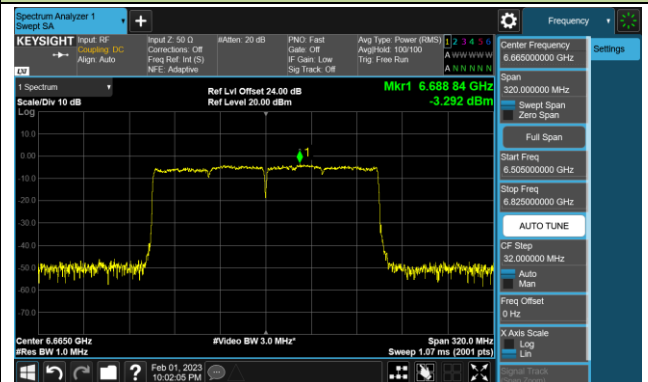 Spectrum Analyzer 1
Swept SA
Frequency
KEYSIGHT
Input: RF
Coupling: DC
Align: Auto
Input Z: 50 Ω
Corrections: Off
Freq Ref: Int (S)
NFE: Adaptive
#Atten: 20 dB
PNO: Fast
Gate: Off
IF Gain: Low
Sig Track: Off
Avg Type: Power (RMS)
Avg|Hold: 100/100
Trig: Free Run
1 2 3 4 5 6
A W W W W W
A N N N N N
LXI
1 Spectrum
Scale/Div 10 dB
Log
Ref Lvl Offset 24.00 dB
Ref Level 20.00 dBm
Mkr1 6.688 84 GHz
-3.292 dBm
1
10.0
0.00
-10.0
-20.0
-30.0
-40.0
-50.0
-60.0
-70.0
Center 6.6650 GHz
#Res BW 1.0 MHz
#Video BW 3.0 MHz*
Span 320.0 MHz
Sweep 1.07 ms (2001 pts)
Feb 01, 2023
10:02:05 PM
Center Frequency
6.665000000 GHz
Span
320.000000 MHz
Swept Span
Zero Span
Full Span
Start Freq
6.505000000 GHz
Stop Freq
6.825000000 GHz
AUTO TUNE
CF Step
32.000000 MHz
Auto
Man
Freq Offset
0 Hz
X Axis Scale
Log
Lin
Signal Track
Settings